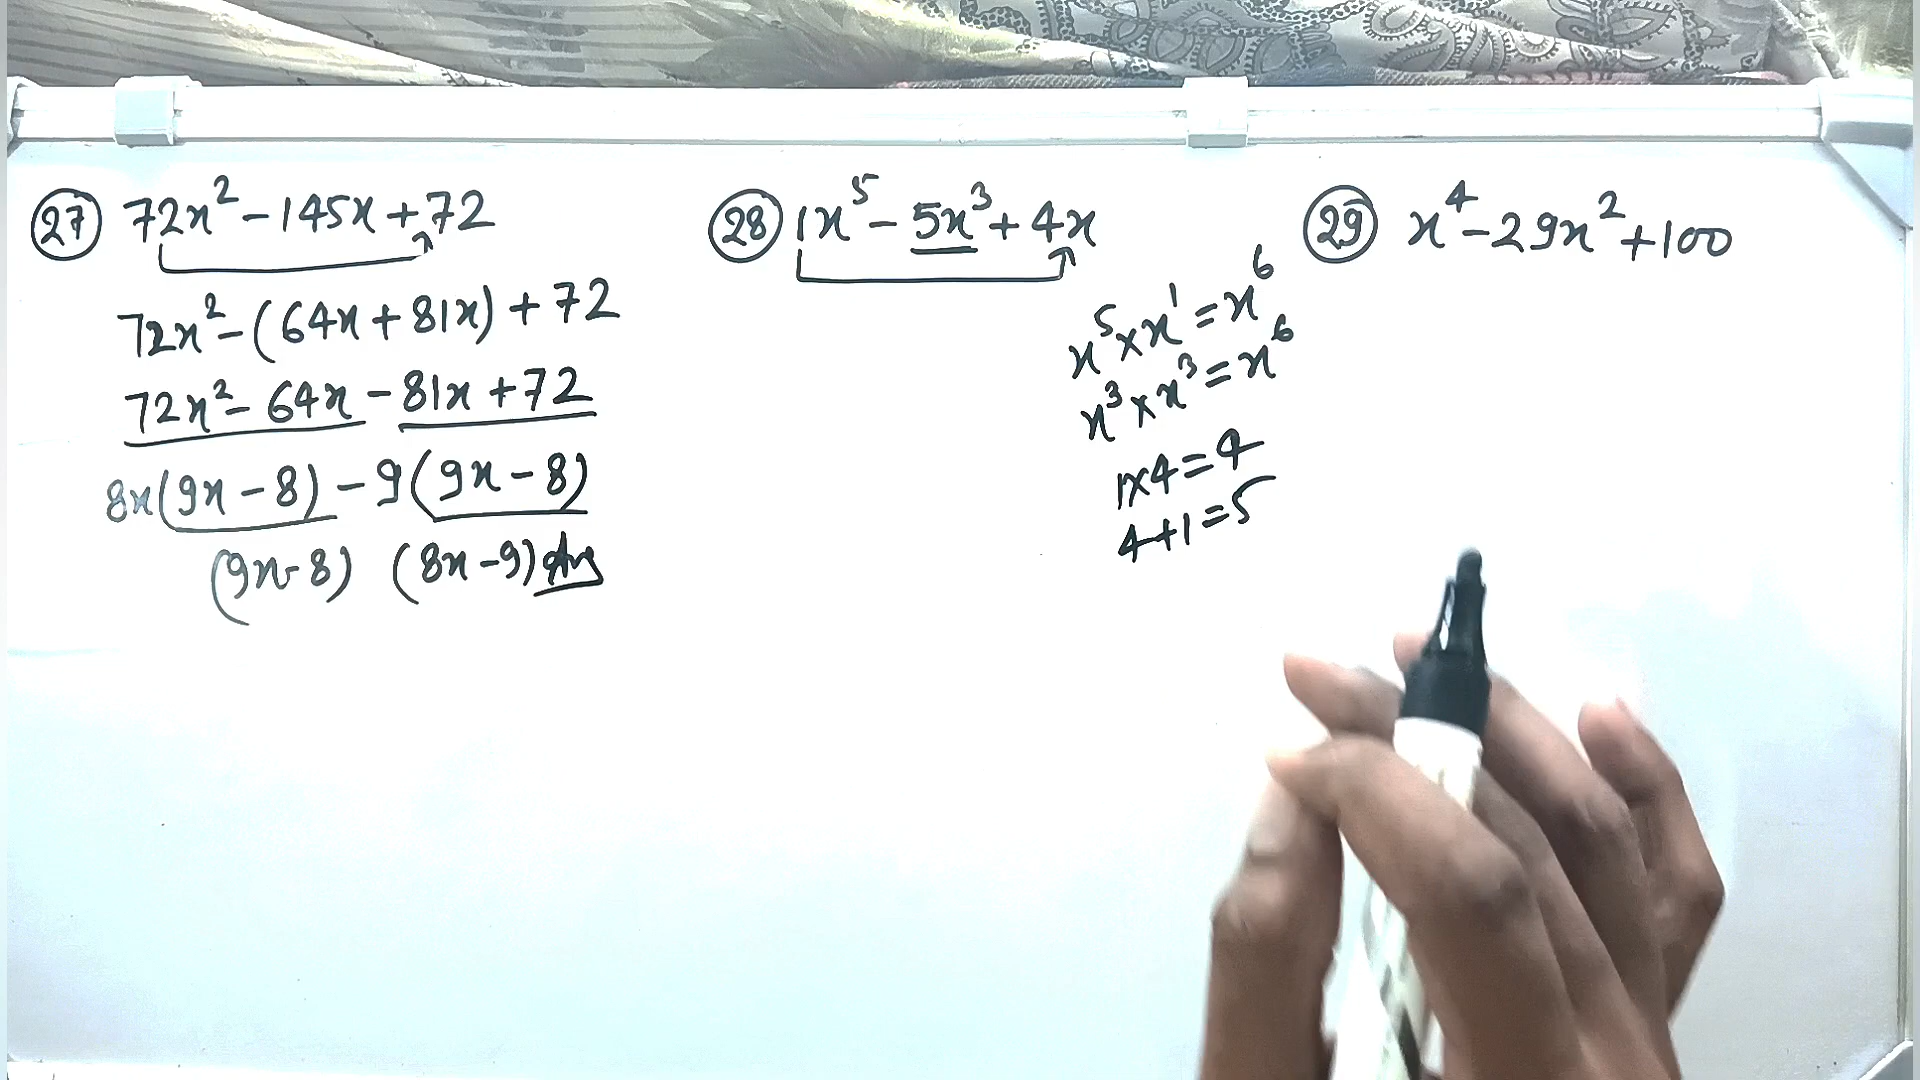 (27) 72x² - 145x + 72
72x² - (64x + 81x) + 72
72x² - 64x - 81x + 72
8x(9x - 8) - 9(9x - 8)
(9x - 8) (8x - 9) Ans
(28) 1x⁵ - 5x³ + 4x
x⁵ × x¹ = x⁶
x³ × x³ = x⁶
1×4 = 4
4+1 = 5
(29) x⁴ - 29x² + 100